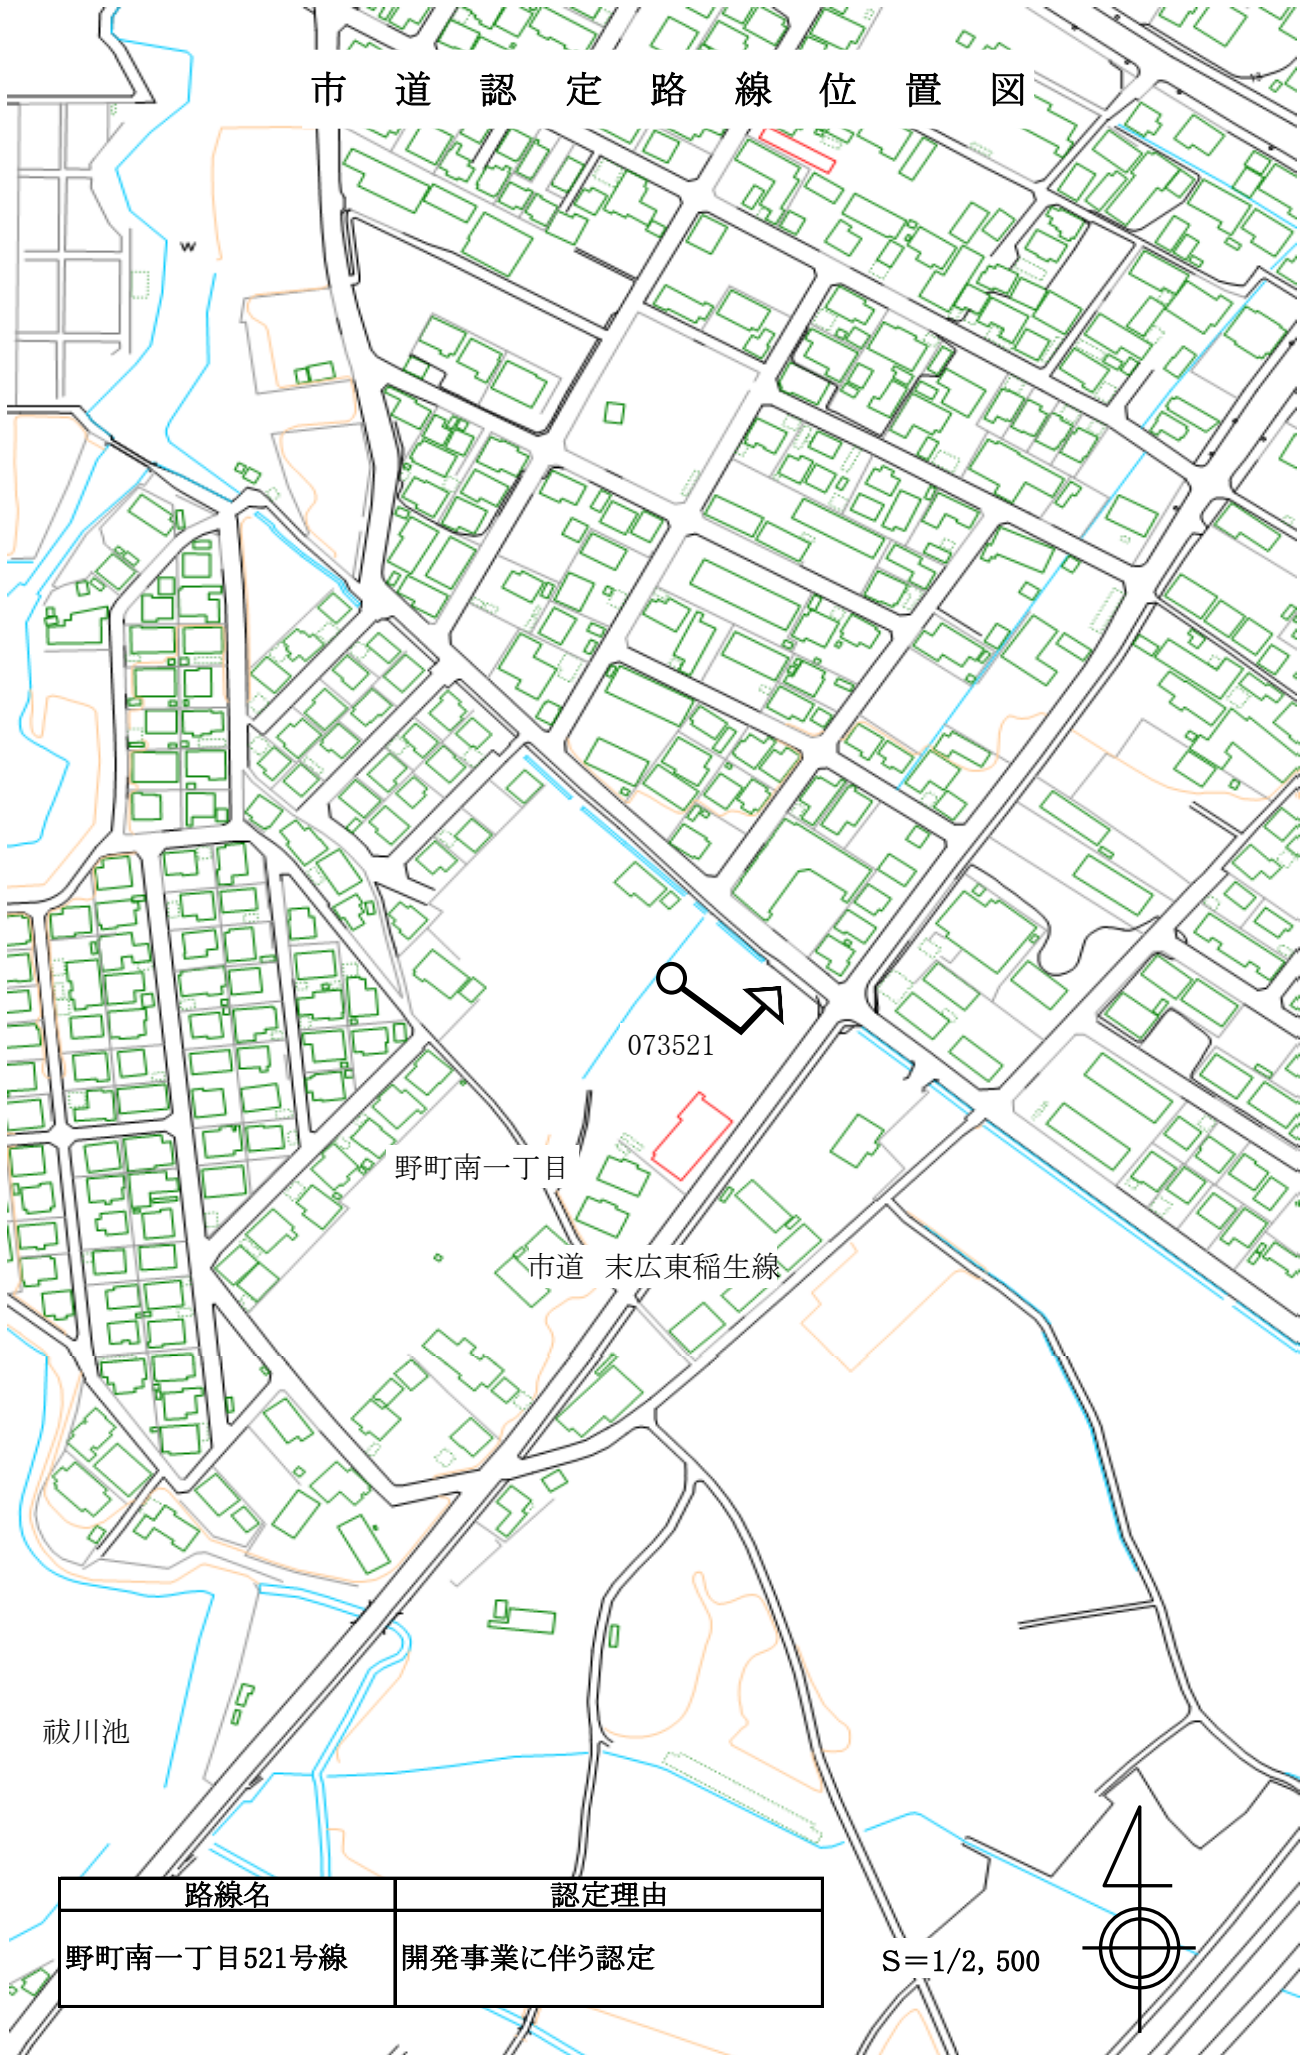 市道認定路線位置図
073521
野町南一丁目
市道 末広東稲生線
祓川池
路線名 認定理由
野町南一丁目521号線 開発事業に伴う認定
S=1/2,500